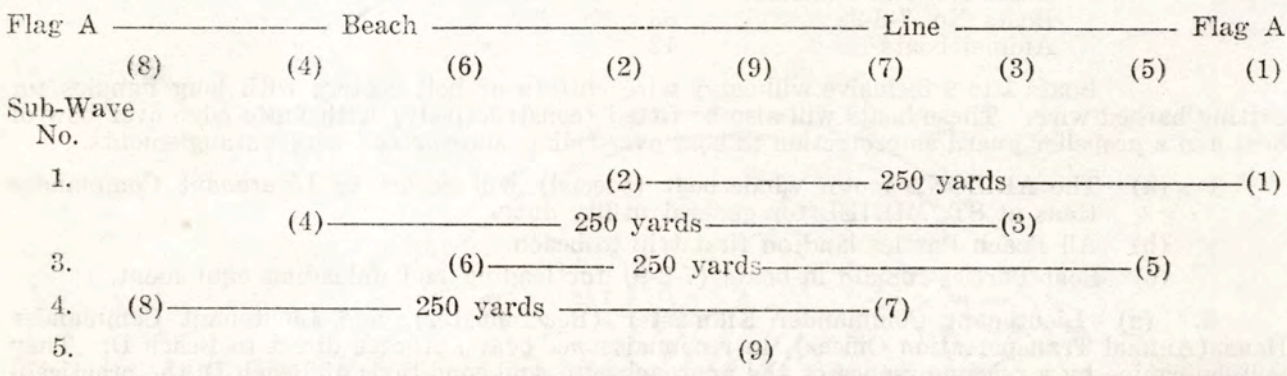 Flag A ——— Beach ——————— Line ——— Flag A
(8) (4) (6) (2) (9) (7) (3) (5) (1)
Sub-Wave
No.
1. (2)—— 250 yards ———(1)
(4)——— 250 yards ———(3)
3. (6)—— 250 yards ———(5)
4. (8)——— 250 yards ———(7)
5. (9)